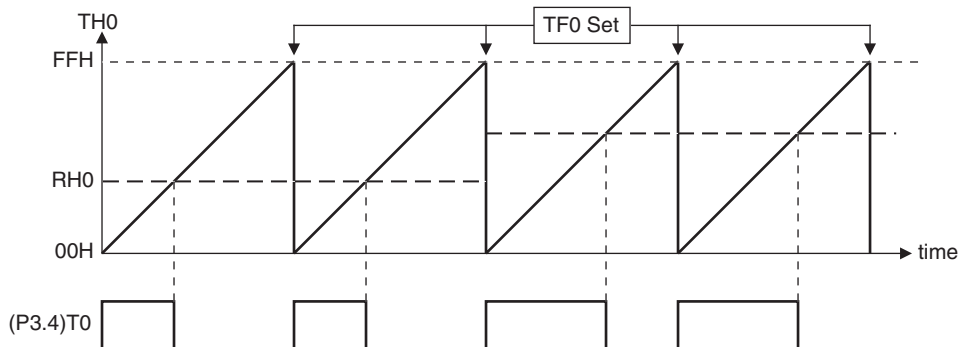 TH0
TF0 Set
FFH
RH0
00H
time
(P3.4)T0